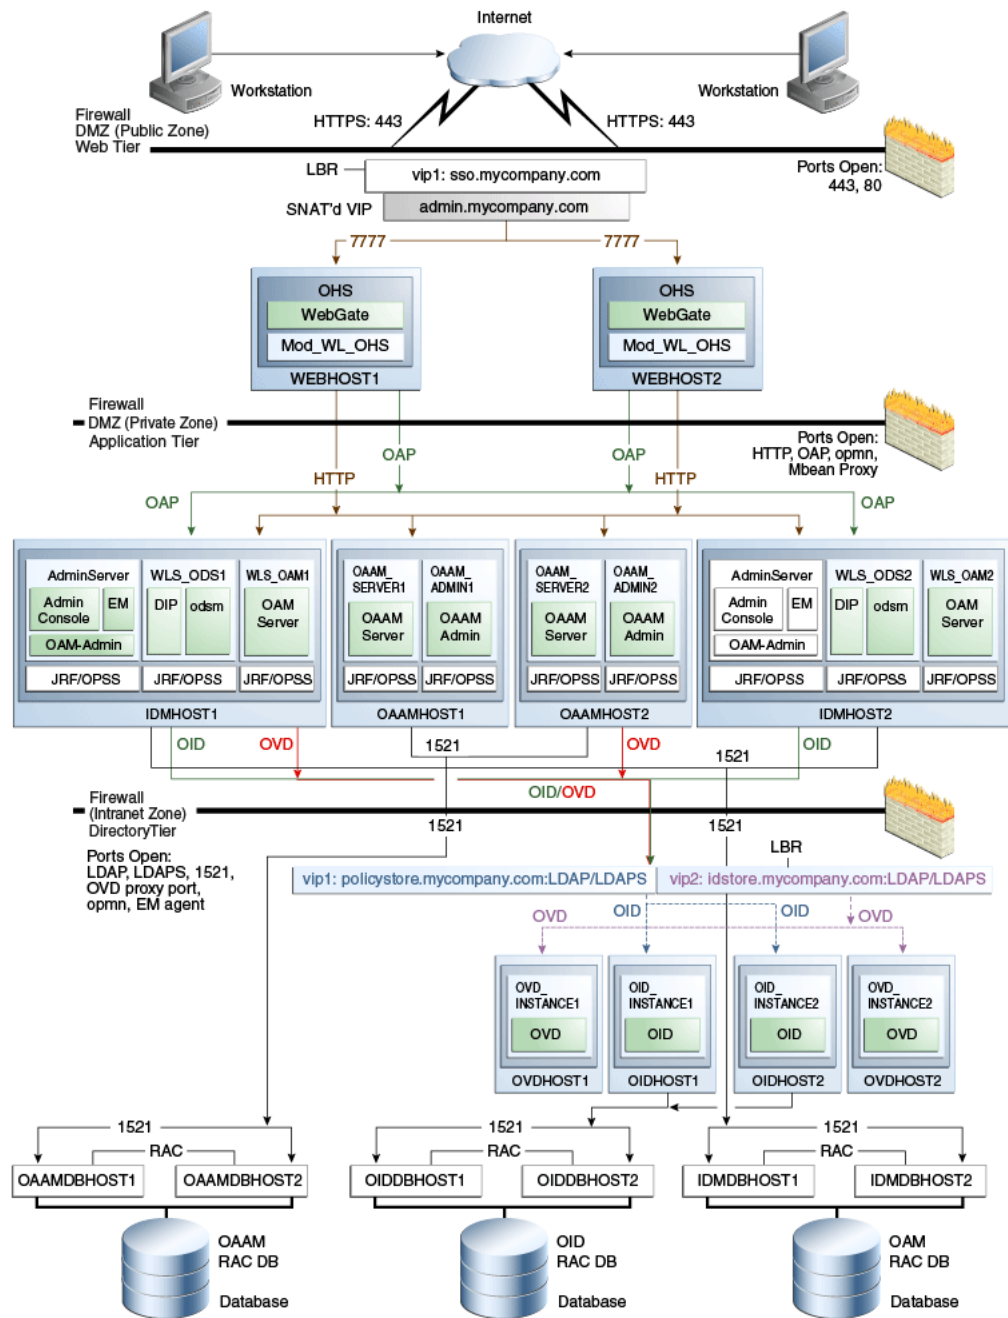 Internet
Workstation
Workstation
Firewall
DMZ (Public Zone)
Web Tier
HTTPS: 443
HTTPS: 443
Ports Open:
443, 80
LBR
vip1: sso.mycompany.com
SNAT'd VIP
admin.mycompany.com
7777
7777
OHS
WebGate
Mod_WL_OHS
WEBHOST1
OHS
WebGate
Mod_WL_OHS
WEBHOST2
Firewall
DMZ (Private Zone)
Application Tier
Ports Open:
HTTP, OAP, opmn,
Mbean Proxy
OAP
OAP
HTTP
HTTP
OAP
OAP
AdminServer
Admin
Console
EM
OAM-Admin
JRF/OPSS
WLS_ODS1
DIP
odsm
JRF/OPSS
WLS_OAM1
OAM
Server
JRF/OPSS
IDMHOST1
OAAM_
SERVER1
OAAM
Server
JRF/OPSS
OAAM_
ADMIN1
OAAM
Admin
JRF/OPSS
OAAMHOST1
OAAM_
SERVER2
OAAM
Server
JRF/OPSS
OAAM_
ADMIN2
OAAM
Admin
JRF/OPSS
OAAMHOST2
AdminServer
Admin
Console
EM
OAM-Admin
JRF/OPSS
WLS_ODS2
DIP
odsm
JRF/OPSS
WLS_OAM2
OAM
Server
JRF/OPSS
IDMHOST2
OID
OVD
1521
OVD
1521
OID
OID/OVD
Firewall
(Intranet Zone)
DirectoryTier
1521
1521
Ports Open:
LDAP, LDAPS, 1521,
OVD proxy port,
opmn, EM agent
LBR
vip1: policystore.mycompany.com:LDAP/LDAPS
vip2: idstore.mycompany.com:LDAP/LDAPS
OVD
OID
OID
OVD
OVD_
INSTANCE1
OVD
OVDHOST1
OID_
INSTANCE1
OID
OIDHOST1
OID_
INSTANCE2
OID
OIDHOST2
OVD_
INSTANCE2
OVD
OVDHOST2
1521
RAC
OAAMDBHOST1
OAAMDBHOST2
1521
RAC
OIDDBHOST1
OIDDBHOST2
1521
RAC
IDMDBHOST1
IDMDBHOST2
OAAM
RAC DB
Database
OID
RAC DB
Database
OAM
RAC DB
Database